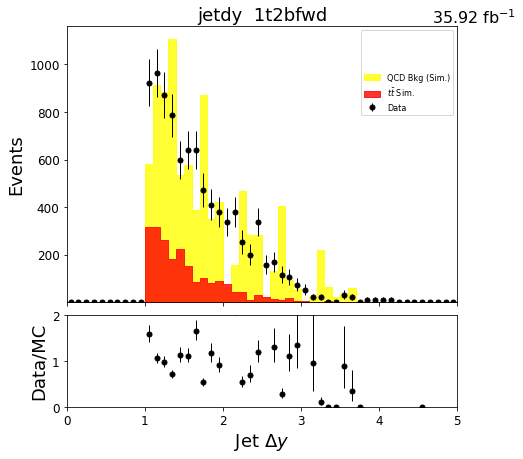 jetdy 1t2bfwd
35.92 fb⁻¹
QCD Bkg (Sim.)
tt̄ Sim.
Data
Events
1000
800
600
400
200
Data/MC
2
1
0
0 1 2 3 4 5
Jet Δy